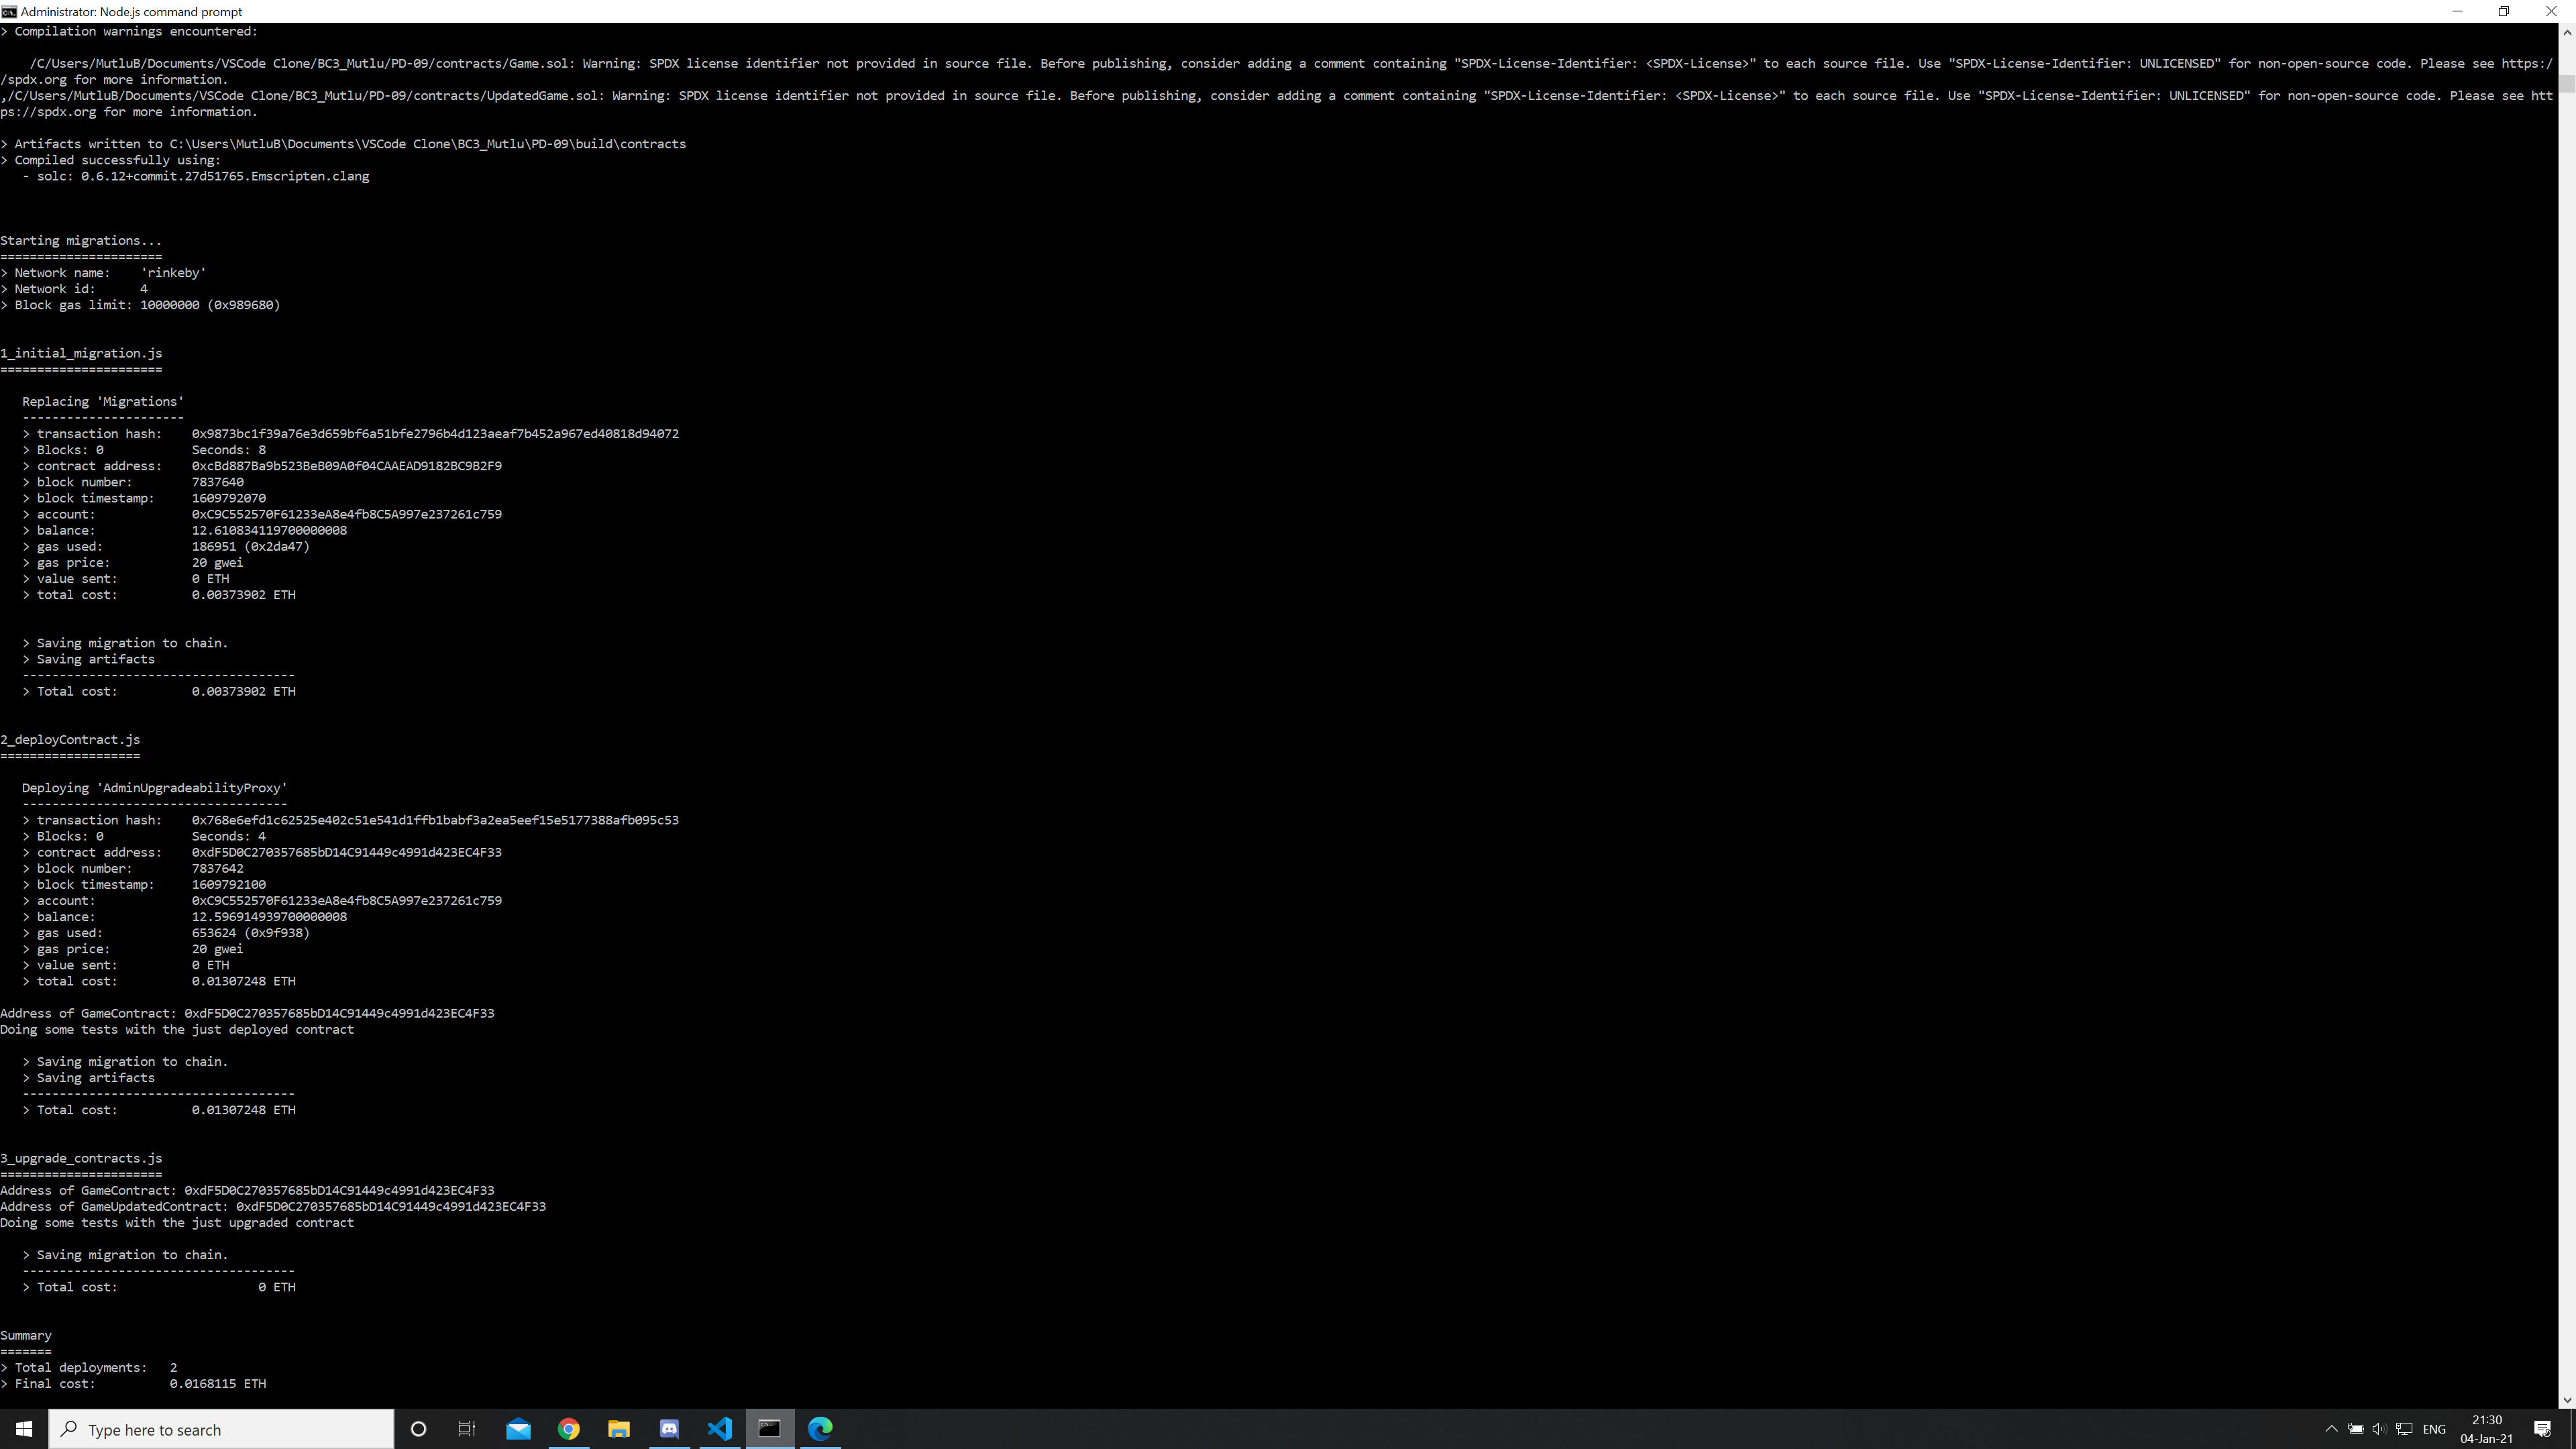 Administrator: Node.js command prompt
> Compilation warnings encountered:
/C/Users/MutluB/Documents/VSCode Clone/BC3_Mutlu/PD-09/contracts/Game.sol: Warning: SPDX license identifier not provided in source file. Before publishing, consider adding a comment containing "SPDX-License-Identifier: <SPDX-License>" to each source file. Use "SPDX-License-Identifier: UNLICENSED" for non-open-source code. Please see https:/
/spdx.org for more information.
,/C/Users/MutluB/Documents/VSCode Clone/BC3_Mutlu/PD-09/contracts/UpdatedGame.sol: Warning: SPDX license identifier not provided in source file. Before publishing, consider adding a comment containing "SPDX-License-Identifier: <SPDX-License>" to each source file. Use "SPDX-License-Identifier: UNLICENSED" for non-open-source code. Please see htt
ps://spdx.org for more information.
> Artifacts written to C:\Users\MutluB\Documents\VSCode Clone\BC3_Mutlu\PD-09\build\contracts
> Compiled successfully using:
- solc: 0.6.12+commit.27d51765.Emscripten.clang
Starting migrations...
======================
> Network name: 'rinkeby'
> Network id: 4
> Block gas limit: 10000000 (0x989680)
1_initial_migration.js
======================
Replacing 'Migrations'
----------------------
> transaction hash: 0x9873bc1f39a76e3d659bf6a51bfe2796b4d123aeaf7b452a967ed40818d94072
> Blocks: 0 Seconds: 8
> contract address: 0xcBd887Ba9b523BeB09A0f04CAAEAD9182BC9B2F9
> block number: 7837640
> block timestamp: 1609792070
> account: 0xC9C552570F61233eA8e4fb8C5A997e237261c759
> balance: 12.610834119700000008
> gas used: 186951 (0x2da47)
> gas price: 20 gwei
> value sent: 0 ETH
> total cost: 0.00373902 ETH
> Saving migration to chain.
> Saving artifacts
-------------------------------------
> Total cost: 0.00373902 ETH
2_deployContract.js
===================
Deploying 'AdminUpgradeabilityProxy'
------------------------------------
> transaction hash: 0x768e6efd1c62525e402c51e541d1ffb1babf3a2ea5eef15e5177388afb095c53
> Blocks: 0 Seconds: 4
> contract address: 0xdF5D0C270357685bD14C91449c4991d423EC4F33
> block number: 7837642
> block timestamp: 1609792100
> account: 0xC9C552570F61233eA8e4fb8C5A997e237261c759
> balance: 12.596914939700000008
> gas used: 653624 (0x9f938)
> gas price: 20 gwei
> value sent: 0 ETH
> total cost: 0.01307248 ETH
Address of GameContract: 0xdF5D0C270357685bD14C91449c4991d423EC4F33
Doing some tests with the just deployed contract
> Saving migration to chain.
> Saving artifacts
-------------------------------------
> Total cost: 0.01307248 ETH
3_upgrade_contracts.js
======================
Address of GameContract: 0xdF5D0C270357685bD14C91449c4991d423EC4F33
Address of GameUpdatedContract: 0xdF5D0C270357685bD14C91449c4991d423EC4F33
Doing some tests with the just upgraded contract
> Saving migration to chain.
-------------------------------------
> Total cost: 0 ETH
Summary
=======
> Total deployments: 2
> Final cost: 0.0168115 ETH
Type here to search
ENG
21:30
04-Jan-21